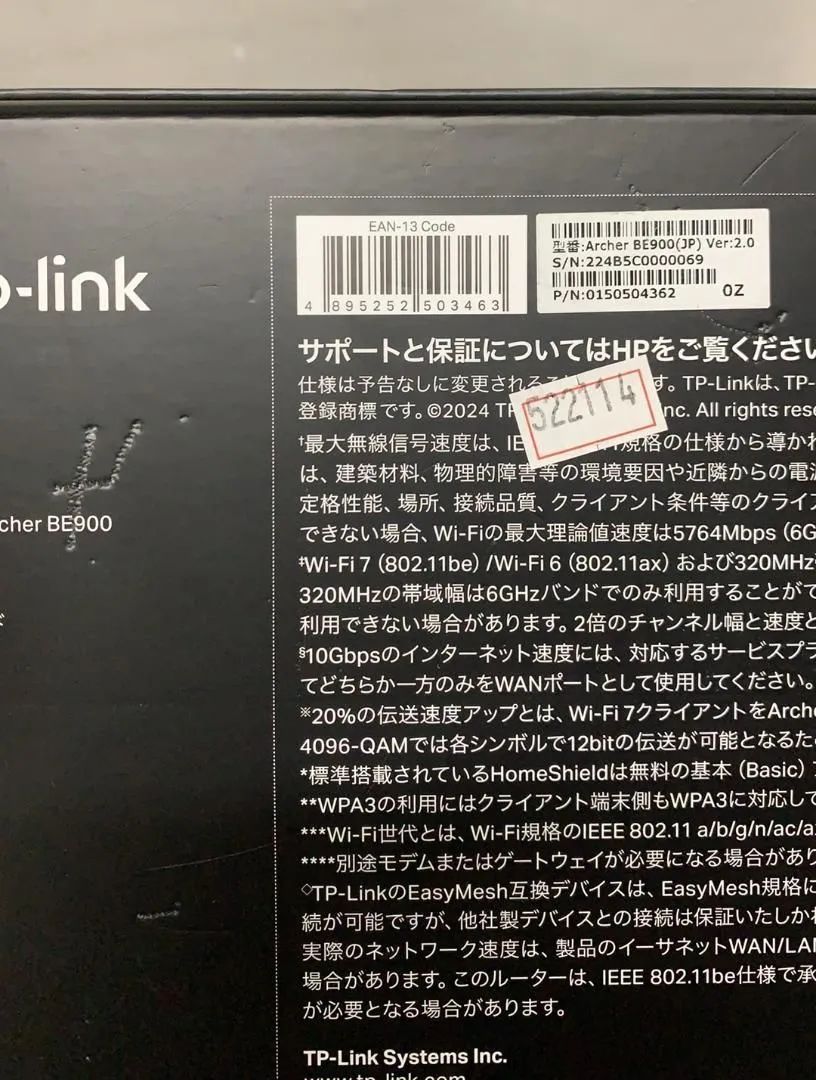 EAN-13 Code
4 895252 503463
型番:Archer BE900(JP) Ver:2.0
S/N:224B5C0000069
P/N:0150504362 0Z
-link
サポートと保証についてはHPをご覧ください
仕様は予告なしに変更される す。TP-Linkは、TP-
登録商標です。©2024 TP nc. All rights rese
522114
†最大無線信号速度は、IE 規格の仕様から導か
は、建築材料、物理的障害等の環境要因や近隣からの電
定格性能、場所、接続品質、クライアント条件等のクライ
cher BE900
できない場合、Wi-Fiの最大理論値速度は5764Mbps（6G
‡Wi-Fi 7（802.11be）/Wi-Fi 6（802.11ax）および320MHz
320MHzの帯域幅は6GHzバンドでのみ利用することがで
利用できない場合があります。2倍のチャンネル幅と速度と
§10Gbpsのインターネット速度には、対応するサービスプラ
てどちらか一方のみをWANポートとして使用してください。
※20%の伝送速度アップとは、Wi-Fi 7クライアントをArch
4096-QAMでは各シンボルで12bitの伝送が可能となるた
*標準搭載されているHomeShieldは無料の基本（Basic）
**WPA3の利用にはクライアント端末側もWPA3に対応して
***Wi-Fi世代とは、Wi-Fi規格のIEEE 802.11 a/b/g/n/ac/a
****別途モデムまたはゲートウェイが必要になる場合があり
◇TP-LinkのEasyMesh互換デバイスは、EasyMesh規格に
続が可能ですが、他社製デバイスとの接続は保証いたしか
実際のネットワーク速度は、製品のイーサネットWAN/LA
場合があります。このルーターは、IEEE 802.11be仕様で承
が必要となる場合があります。
TP-Link Systems Inc.
www.tp-link.com